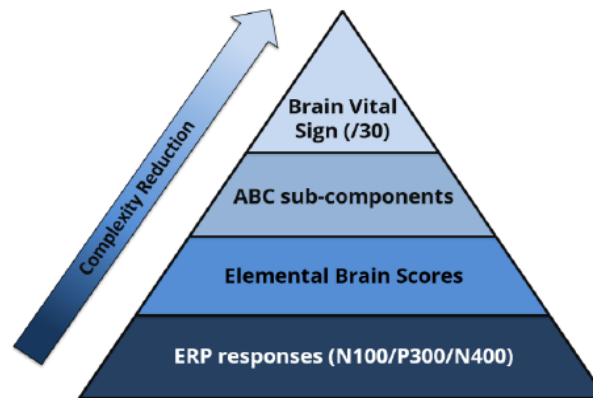 Complexity Reduction
Brain Vital
Sign (/30)
ABC sub-components
Elemental Brain Scores
ERP responses (N100/P300/N400)